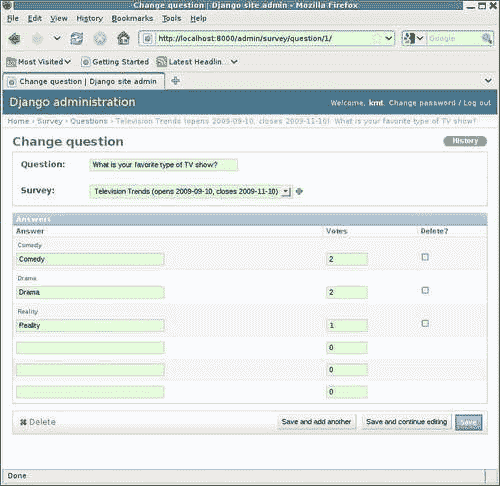 Change question | Django site admin - Mozilla Firefox
File Edit View History Bookmarks Tools Help
http://localhost:8000/admin/survey/question/1/
Google
Most Visited Getting Started Latest Headlin...
Change question | Django site admin
Django administration
Welcome, kmt. Change password / Log out
Home › Survey › Questions › Television Trends (opens 2009-09-10, closes 2009-11-10): What is your favorite type of TV show?
Change question
History
Question: What is your favorite type of TV show?
Survey: Television Trends (opens 2009-09-10, closes 2009-11-10)
Answers
Answer Votes Delete?
Comedy
Comedy 2
Drama
Drama 2
Reality
Reality 1
0
0
0
Delete Save and add another Save and continue editing Save
Done